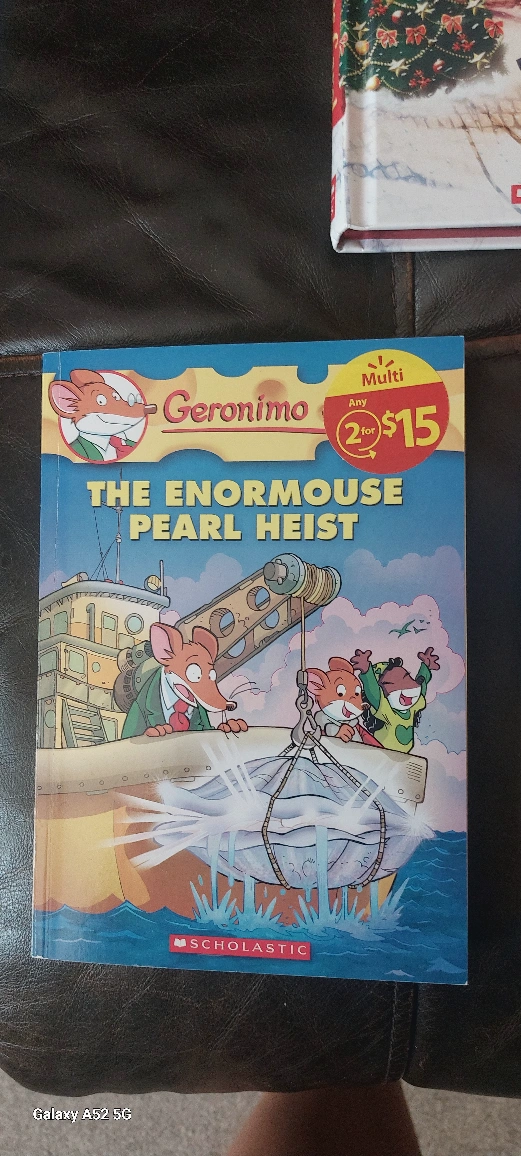 Geronimo
Multi
Any
2 for $15
THE ENORMOUSE
PEARL HEIST
SCHOLASTIC
Galaxy A52 5G